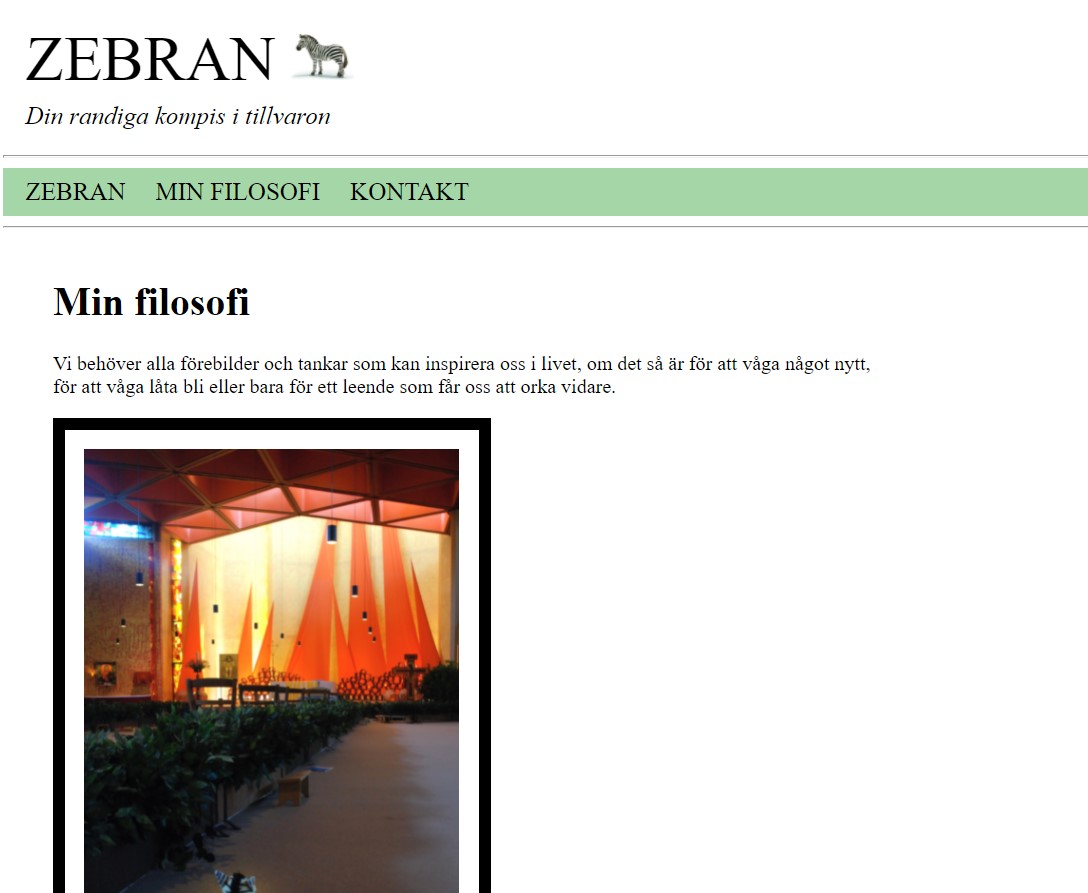 ZEBRAN
Din randiga kompis i tillvaron
ZEBRAN MIN FILOSOFI KONTAKT
Min filosofi
Vi behöver alla förebilder och tankar som kan inspirera oss i livet, om det så är för att våga något nytt,
för att våga låta bli eller bara för ett leende som får oss att orka vidare.